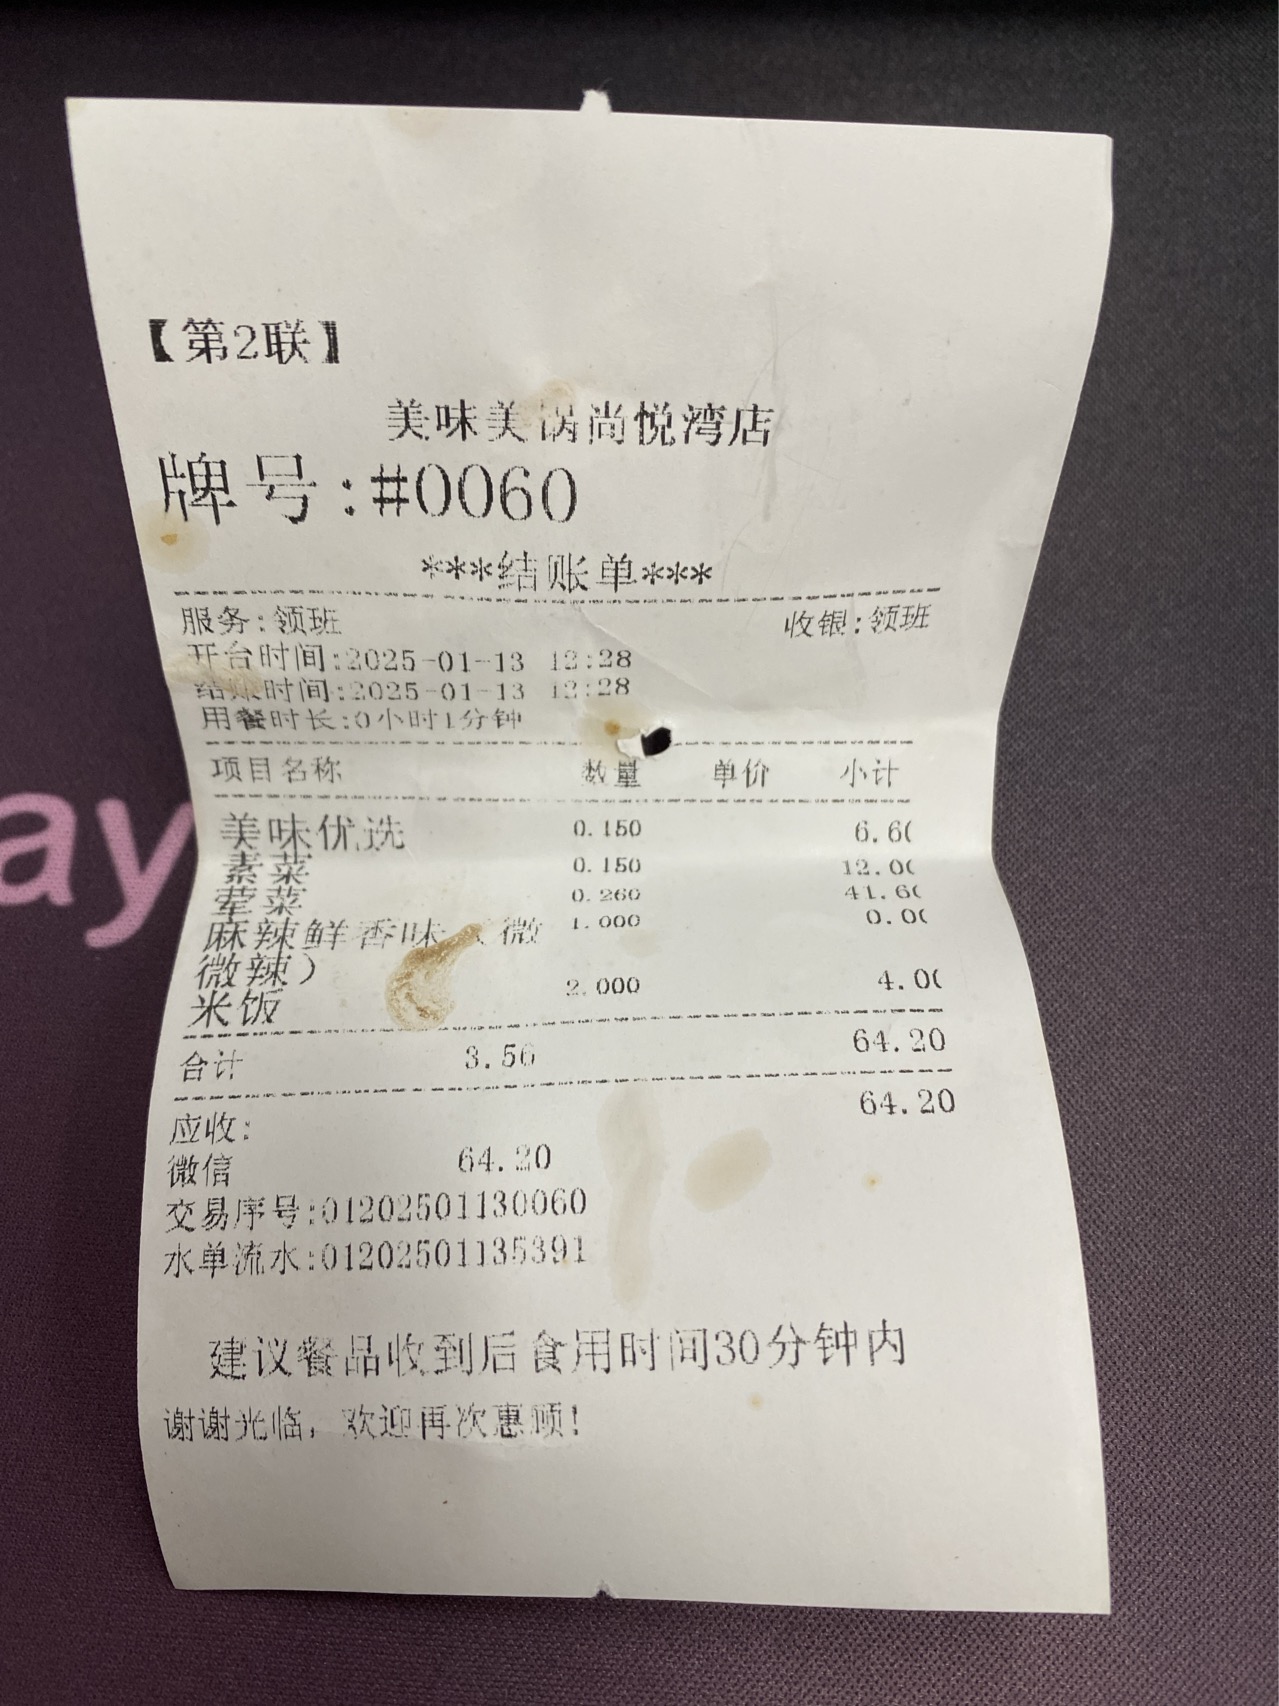 【第2联】
美味美锅尚悦湾店
牌号:#0060
***结账单***
服务:领班 收银:领班
开台时间:2025-01-13 12:28
结账时间:2025-01-13 12:28
用餐时长:0小时1分钟
项目名称 数量 单价 小计
美味优选 0.150 6.60
素菜 0.150 12.00
荤菜 0.260 41.60
麻辣鲜香味 微 1.000 0.00
微辣）
米饭 2.000 4.00
合计 3.56 64.20
应收: 64.20
微信 64.20
交易序号:01202501130060
水单流水:01202501135391
建议餐品收到后食用时间30分钟内
谢谢光临，欢迎再次惠顾!
ay